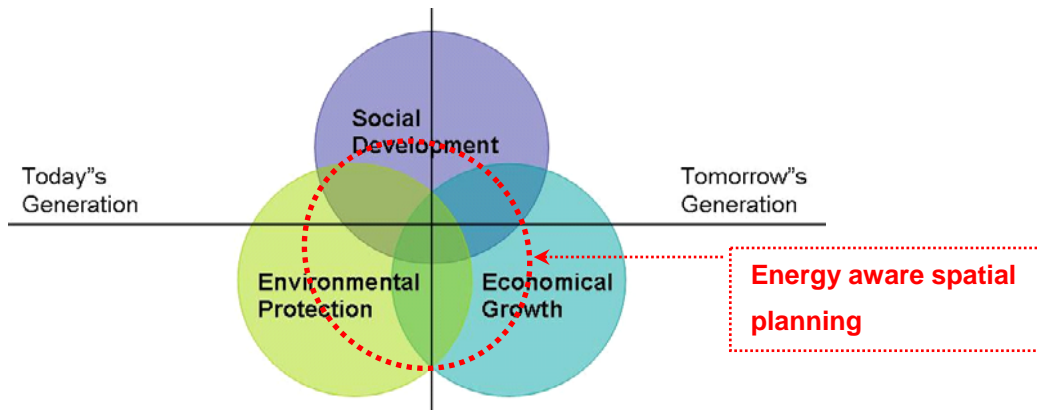 Social
Development
Today"s
Generation
Tomorrow"s
Generation
Environmental
Protection
Economical
Growth
Energy aware spatial
planning